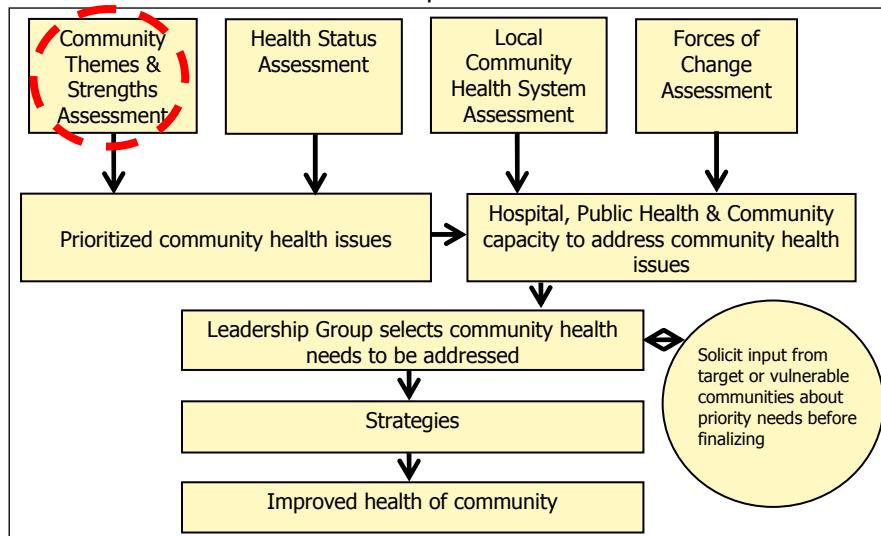 Community
Themes &
Strengths
Assessment
Health Status
Assessment
Local
Community
Health System
Assessment
Forces of
Change
Assessment
Prioritized community health issues
Hospital, Public Health & Community
capacity to address community health
issues
Leadership Group selects community health
needs to be addressed
Solicit input from
target or vulnerable
communities about
priority needs before
finalizing
Strategies
Improved health of community